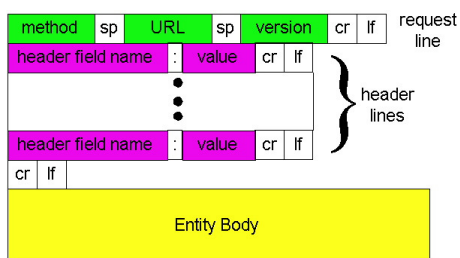 method sp URL sp version cr lf request line
header field name : value cr lf
header lines
header field name : value cr lf
cr lf
Entity Body